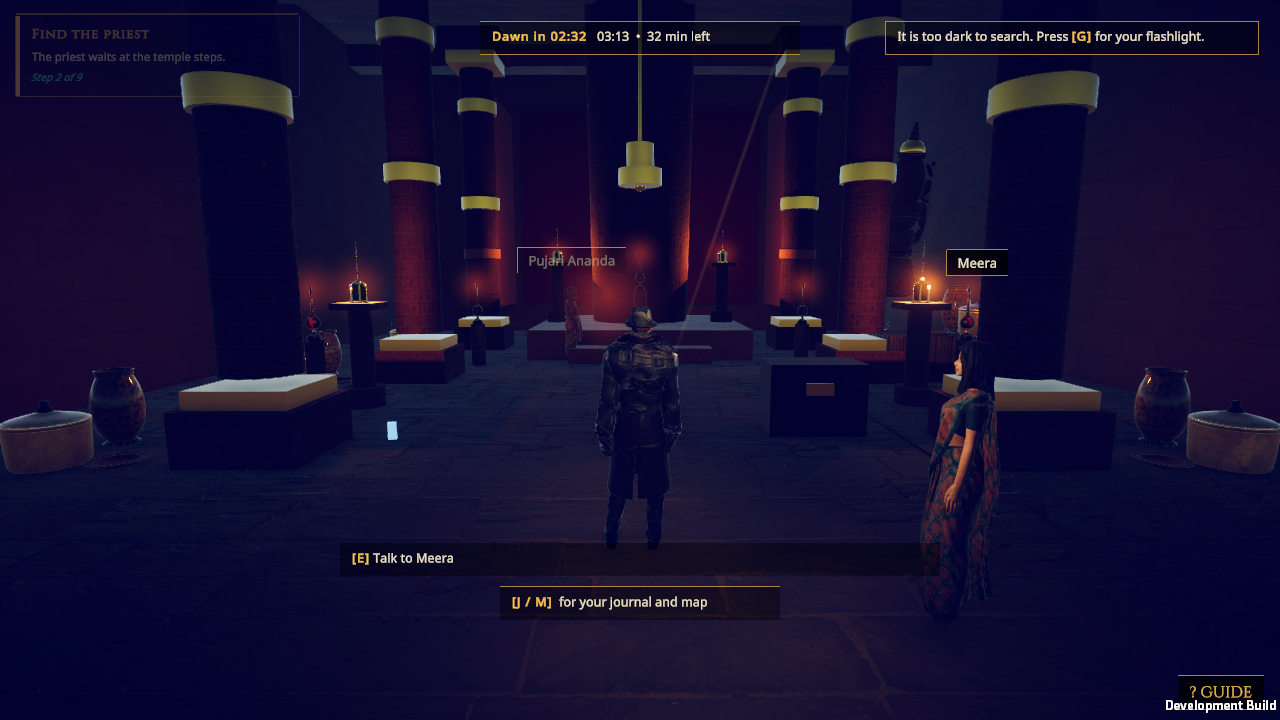 FIND THE PRIEST
The priest waits at the temple steps.
Step 2 of 9
Dawn in 02:32 03:13 • 32 min left
It is too dark to search. Press [G] for your flashlight.
Pujari Ananda
Meera
[E] Talk to Meera
[J / M] for your journal and map
? GUIDE
Development Build